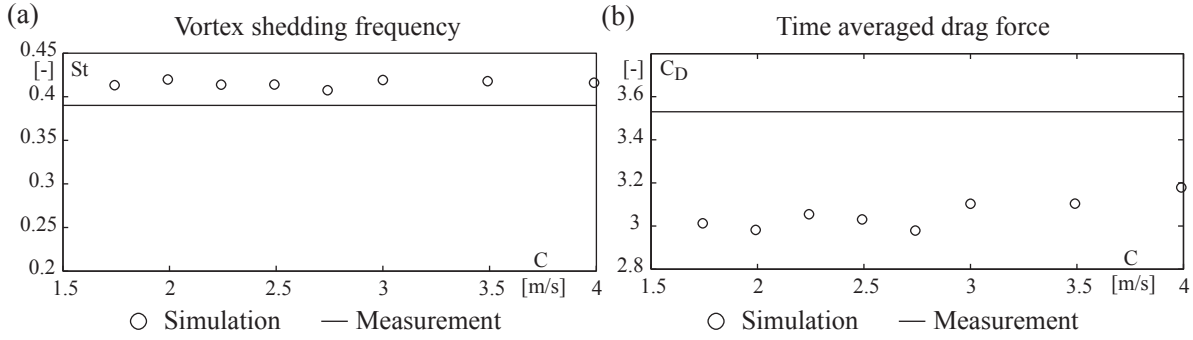 (a)
Vortex shedding frequency
0.45
[-]
St
0.4
0.35
0.3
0.25
0.2
C
1.5 2 2.5 3 3.5 [m/s] 4
Simulation
Measurement
(b)
Time averaged drag force
[-]
CD
3.6
3.5
3.2
3
2.8
C
1.5 2 2.5 3 3.5 [m/s] 4
Simulation
Measurement